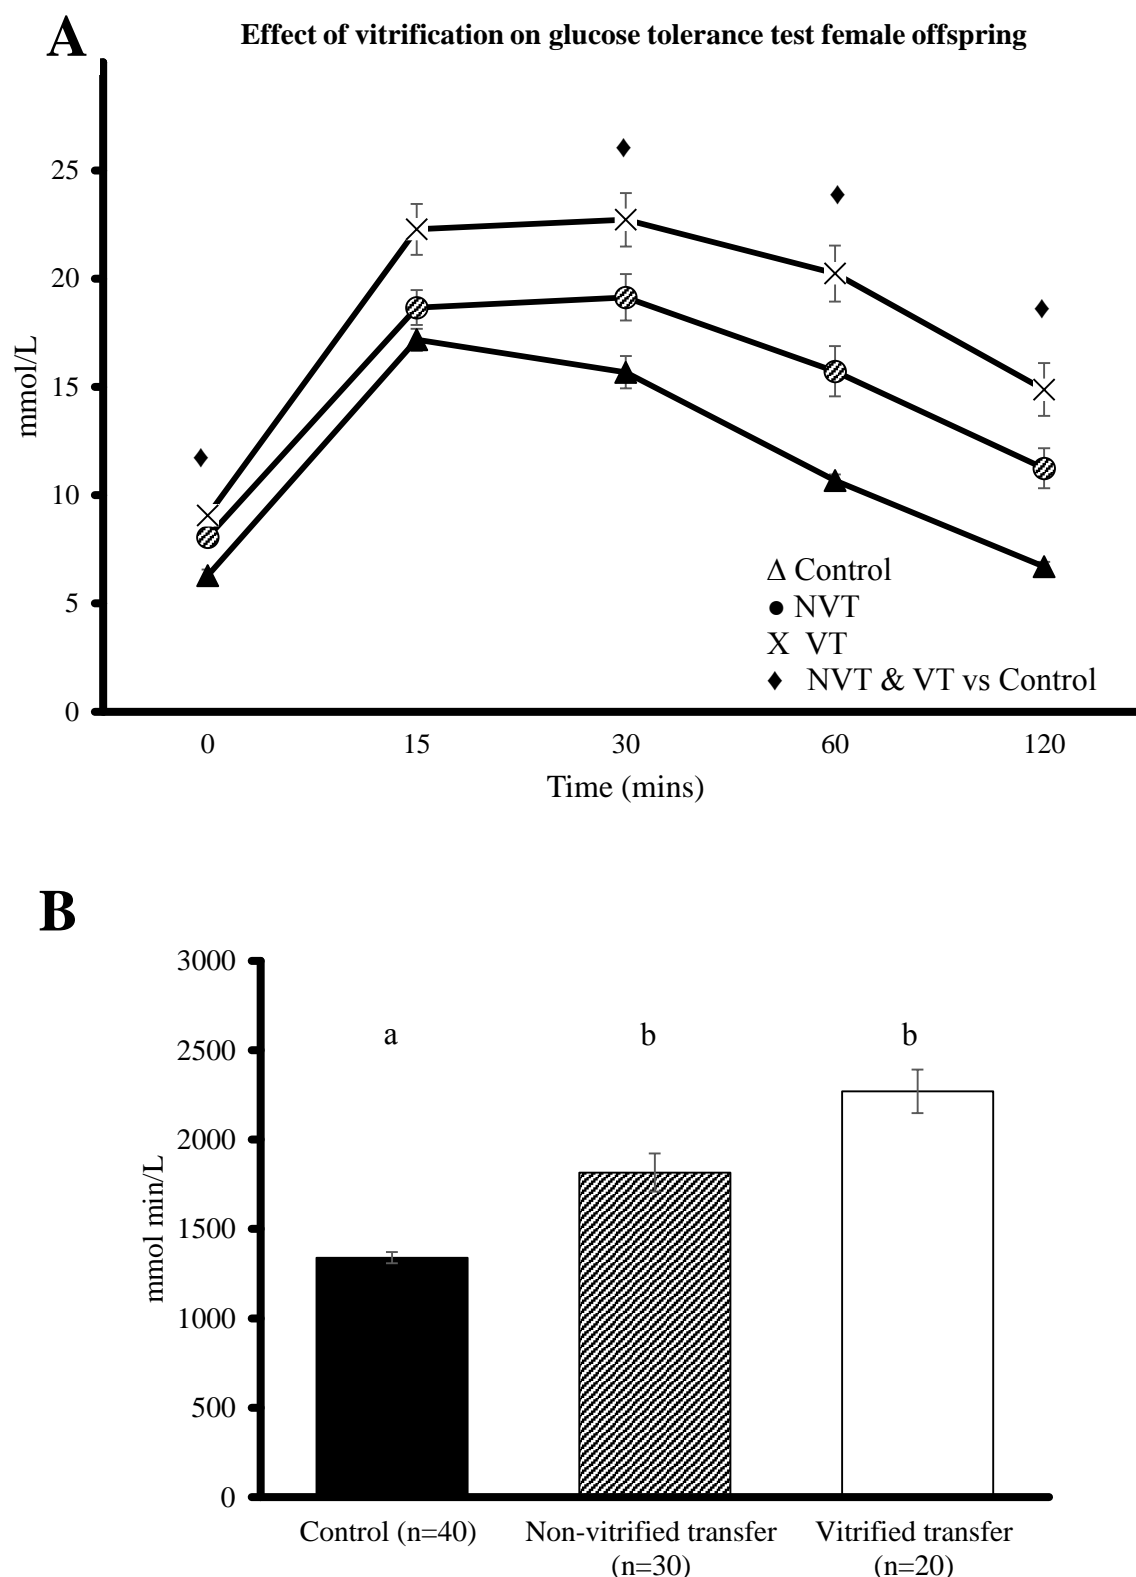 A
Effect of vitrification on glucose tolerance test female offspring
25
20
15
10
5
0
mmol/L
Δ Control
● NVT
X VT
♦ NVT & VT vs Control
0 15 30 60 120
Time (mins)
B
3000
2500
2000
1500
1000
500
0
mmol min/L
a b b
Control (n=40) Non-vitrified transfer Vitrified transfer
(n=30) (n=20)